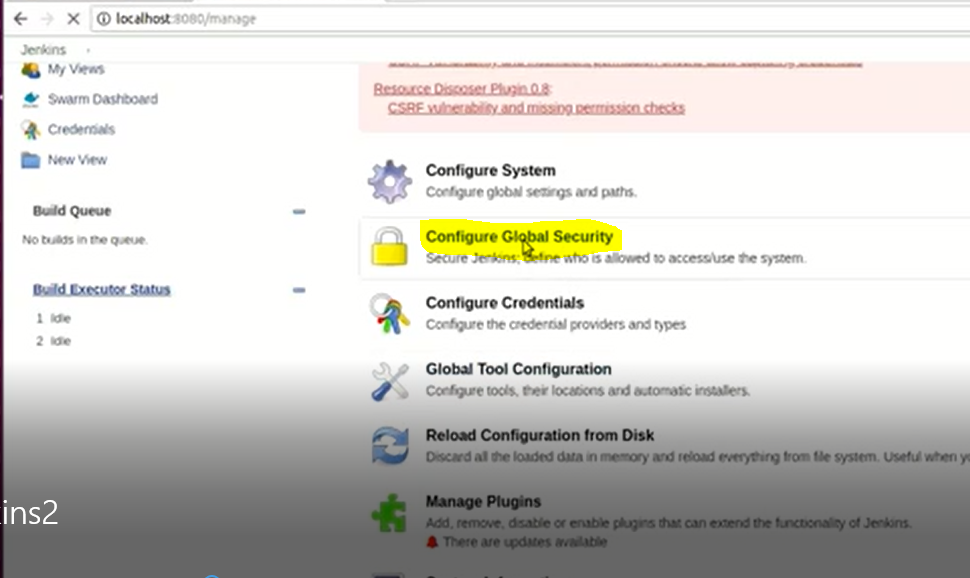 localhost:8080/manage
Jenkins
My Views
Swarm Dashboard
Credentials
New View
Build Queue
No builds in the queue.
Build Executor Status
1 Idle
2 Idle
CSRF vulnerability and
Resource Disposer Plugin 0.8:
CSRF vulnerability and missing permission checks
Configure System
Configure global settings and paths.
Configure Global Security
Secure Jenkins; define who is allowed to access/use the system.
Configure Credentials
Configure the credential providers and types
Global Tool Configuration
Configure tools, their locations and automatic installers.
Reload Configuration from Disk
Discard all the loaded data in memory and reload everything from file system. Useful when
Manage Plugins
Add, remove, disable or enable plugins that can extend the functionality of Jenkins.
There are updates available
ins2